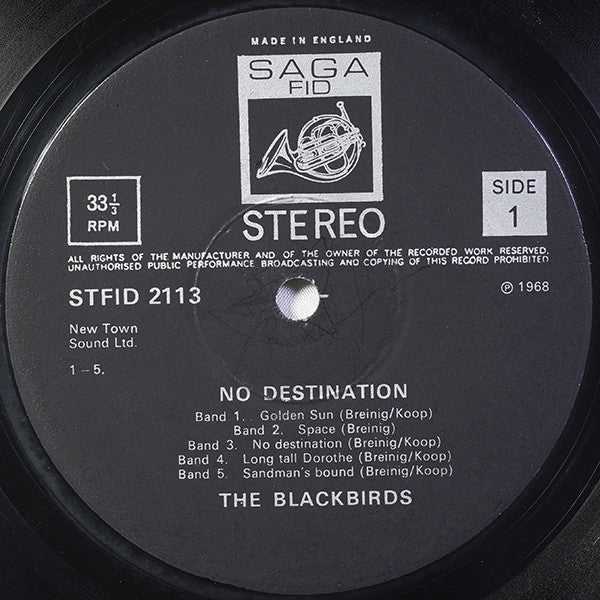 MADE IN ENGLAND
SAGA
FID
33 1/3
RPM
SIDE
1
STEREO
ALL RIGHTS OF THE MANUFACTURER AND OF THE OWNER OF THE RECORDED WORK RESERVED.
UNAUTHORISED PUBLIC PERFORMANCE BROADCASTING AND COPYING OF THIS RECORD PROHIBITED
STFID 2113
℗ 1968
New Town
Sound Ltd.
1 – 5.
NO DESTINATION
Band 1. Golden Sun (Breinig/Koop)
Band 2. Space (Breinig)
Band 3. No destination (Breinig/Koop)
Band 4. Long tall Dorothe (Breinig/Koop)
Band 5. Sandman's bound (Breinig/Koop)
THE BLACKBIRDS